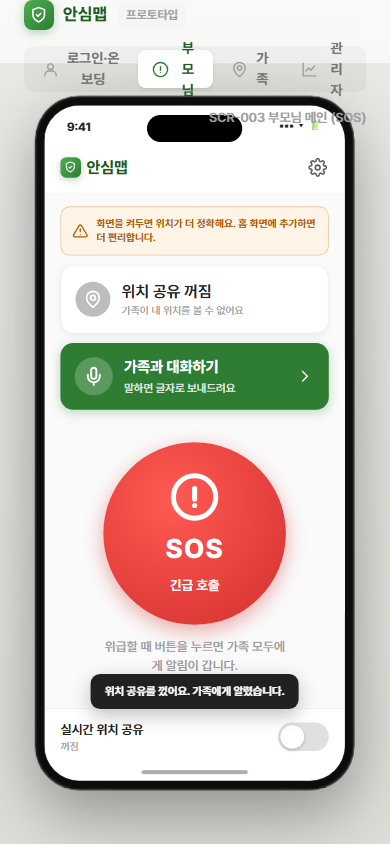 안심맵 프로토타입
로그인·온
보딩
부
모
님
가
족
관
리
자
SCR-003 부모님 메인 (SOS)
9:41
안심맵
화면을 켜두면 위치가 더 정확해요. 홈 화면에 추가하면
더 편리합니다.
위치 공유 꺼짐
가족이 내 위치를 볼 수 없어요
가족과 대화하기
말하면 글자로 보내드려요
SOS
긴급 호출
위급할 때 버튼을 누르면 가족 모두에
게 알림이 갑니다.
위치 공유를 껐어요. 가족에게 알렸습니다.
실시간 위치 공유
꺼짐